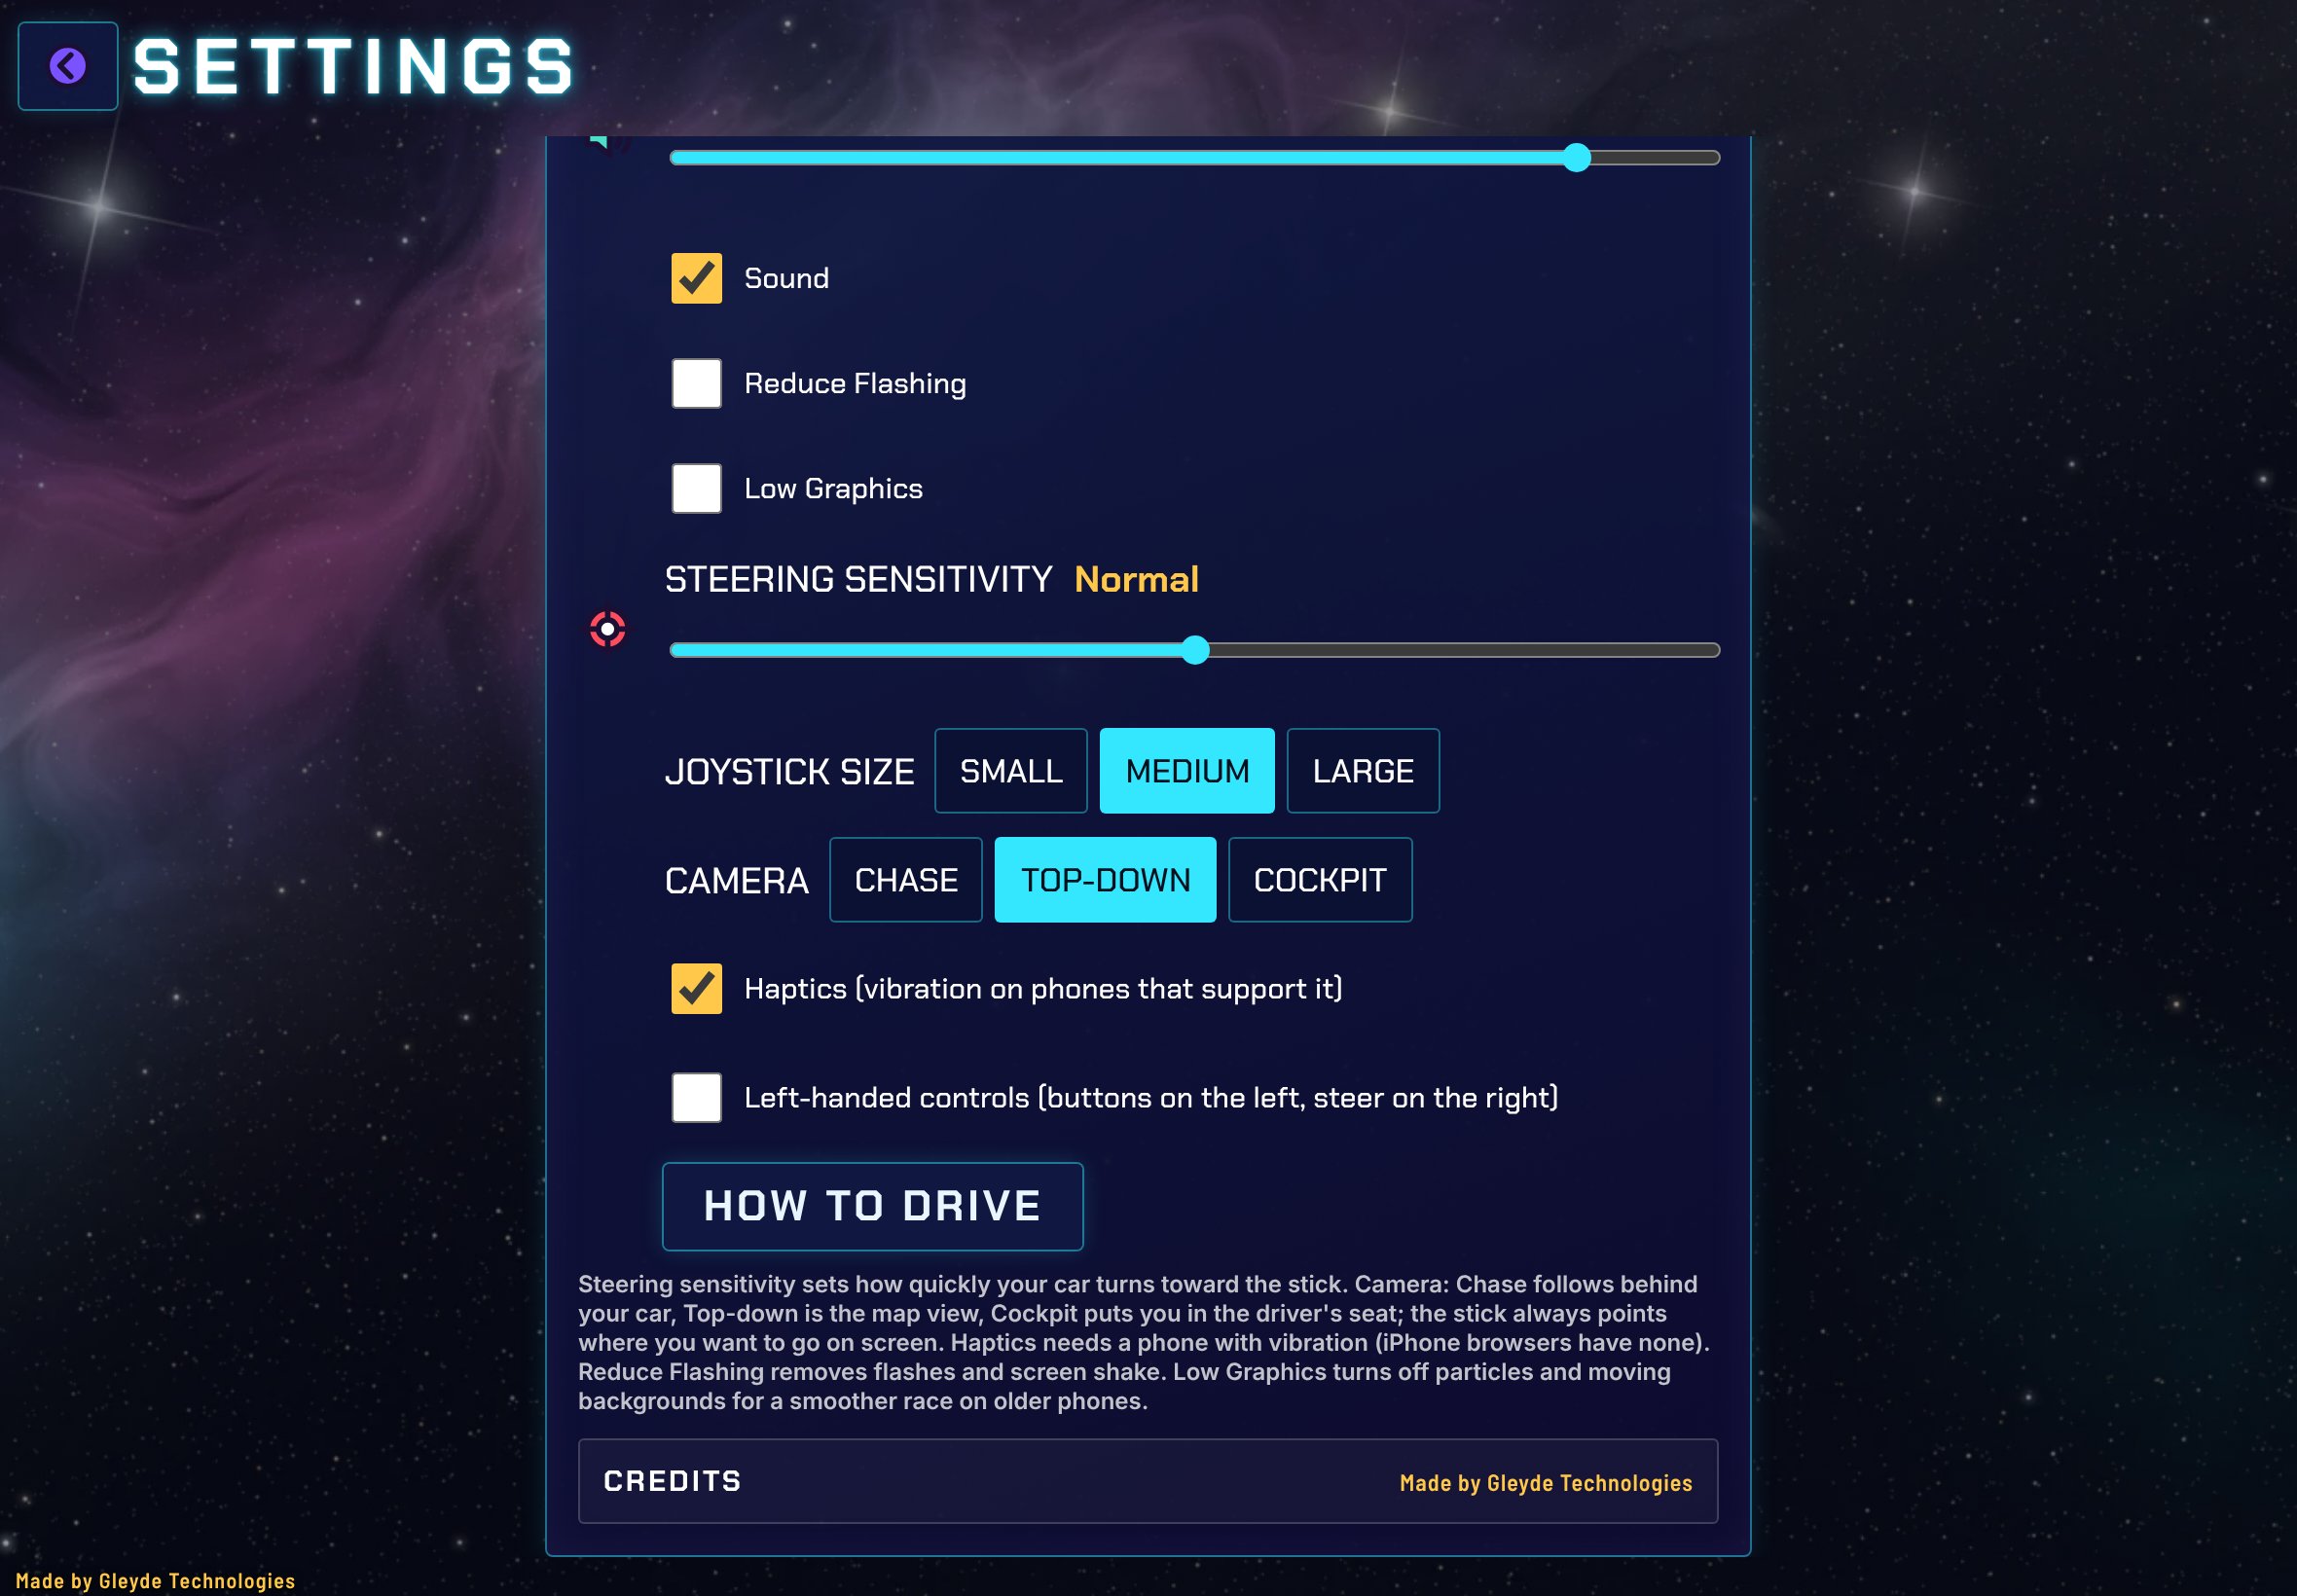 SETTINGS
Sound
Reduce Flashing
Low Graphics
STEERING SENSITIVITY Normal
JOYSTICK SIZE SMALL MEDIUM LARGE
CAMERA CHASE TOP-DOWN COCKPIT
Haptics (vibration on phones that support it)
Left-handed controls (buttons on the left, steer on the right)
HOW TO DRIVE
Steering sensitivity sets how quickly your car turns toward the stick. Camera: Chase follows behind
your car, Top-down is the map view, Cockpit puts you in the driver's seat; the stick always points
where you want to go on screen. Haptics needs a phone with vibration (iPhone browsers have none).
Reduce Flashing removes flashes and screen shake. Low Graphics turns off particles and moving
backgrounds for a smoother race on older phones.
CREDITS Made by Gleyde Technologies
Made by Gleyde Technologies